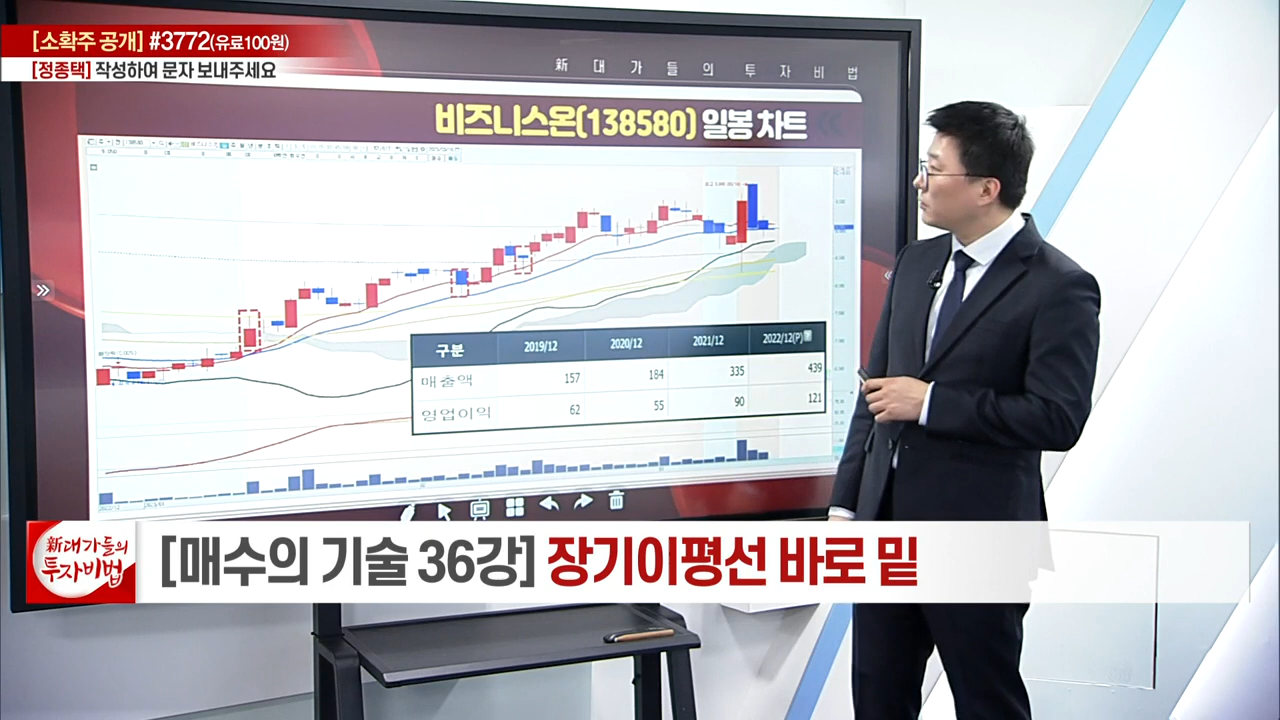 [소확주 공개] #3772(유료100원)
[정종택] 작성하여 문자 보내주세요
新 대 가 들 의 투 자 비 법
비즈니스온(138580) 일봉 차트
구분 2019/12 2020/12 2021/12 2022/12(P)
매출액 157 184 335 439
영업이익 62 55 90 121
新대가들의
투자비법
[매수의 기술 36강] 장기이평선 바로 밑